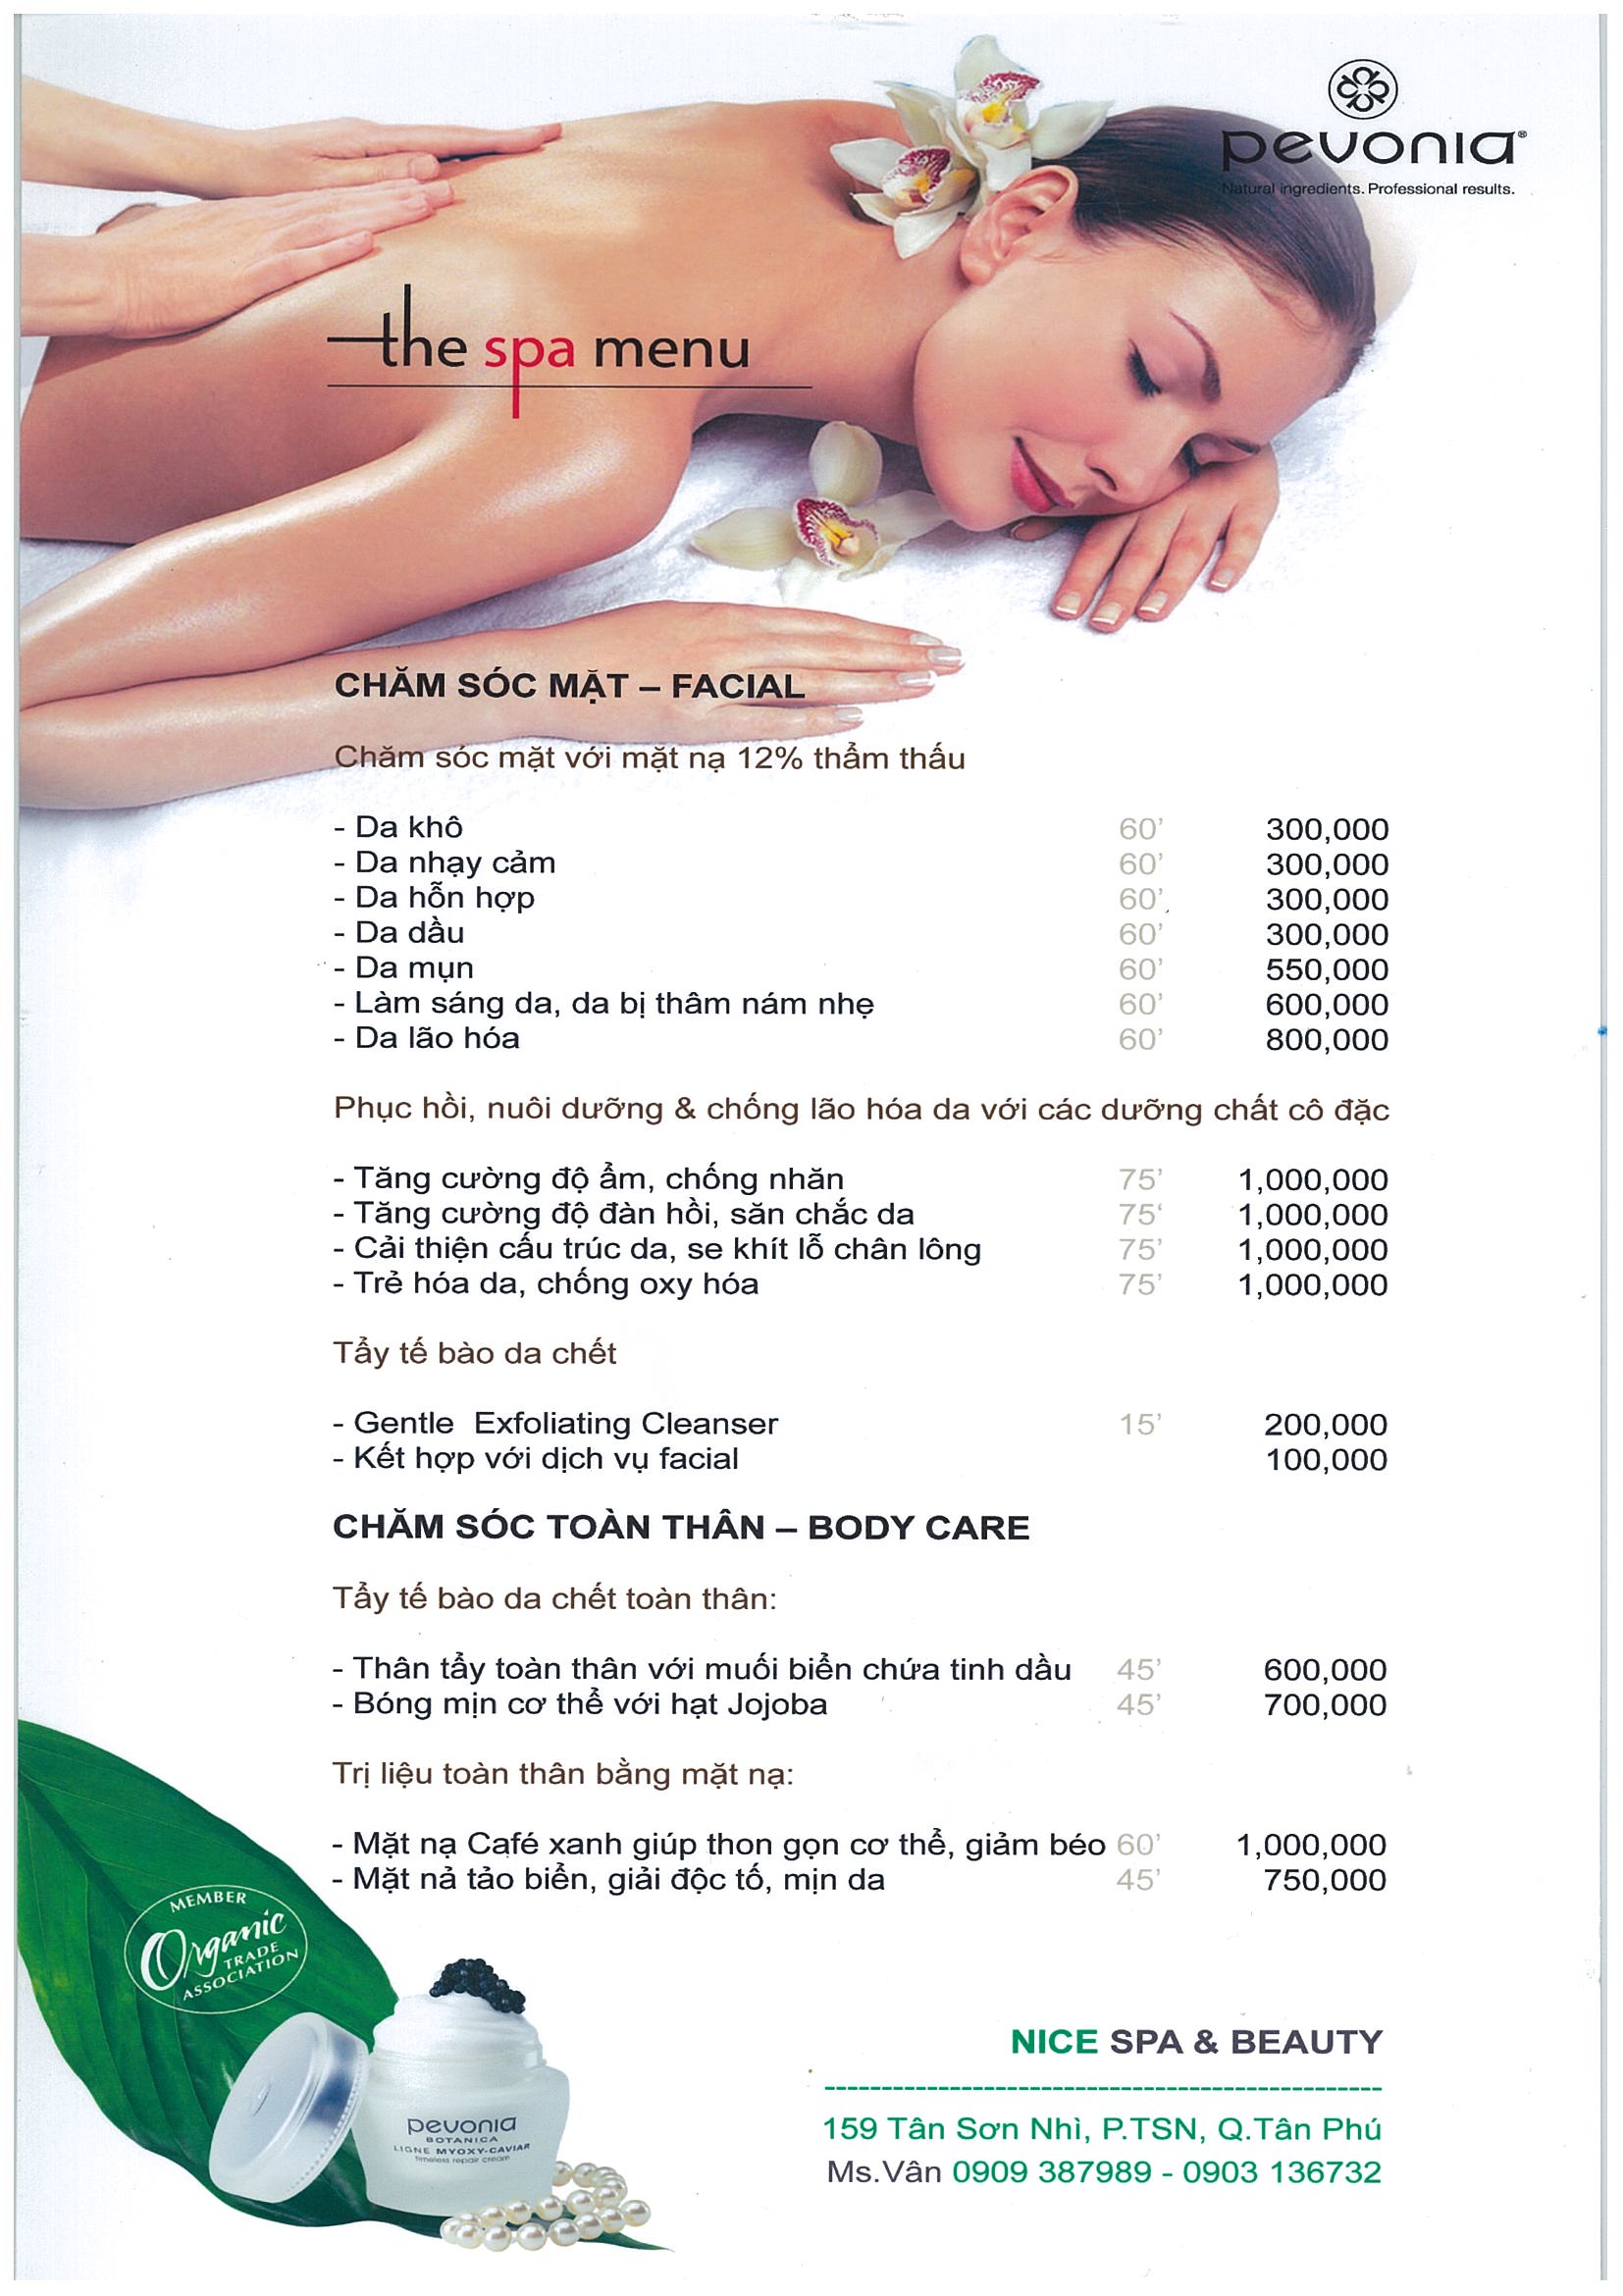 pevonia®
Natural ingredients. Professional results.
the spa menu
CHĂM SÓC MẶT – FACIAL
Chăm sóc mặt với mặt nạ 12% thẩm thấu
- Da khô 60' 300,000
- Da nhạy cảm 60' 300,000
- Da hỗn hợp 60' 300,000
- Da dầu 60' 300,000
- Da mụn 60' 550,000
- Làm sáng da, da bị thâm nám nhẹ 60' 600,000
- Da lão hóa 60' 800,000
Phục hồi, nuôi dưỡng & chống lão hóa da với các dưỡng chất cô đặc
- Tăng cường độ ẩm, chống nhăn 75' 1,000,000
- Tăng cường độ đàn hồi, săn chắc da 75‘ 1,000,000
- Cải thiện cấu trúc da, se khít lỗ chân lông 75' 1,000,000
- Trẻ hóa da, chống oxy hóa 75' 1,000,000
Tẩy tế bào da chết
- Gentle Exfoliating Cleanser 15' 200,000
- Kết hợp với dịch vụ facial 100,000
CHĂM SÓC TOÀN THÂN – BODY CARE
Tẩy tế bào da chết toàn thân:
- Thân tẩy toàn thân với muối biển chứa tinh dầu 45' 600,000
- Bóng mịn cơ thể với hạt Jojoba 45' 700,000
Trị liệu toàn thân bằng mặt nạ:
- Mặt nạ Café xanh giúp thon gọn cơ thể, giảm béo 60' 1,000,000
- Mặt nả tảo biển, giải độc tố, mịn da 45' 750,000
MEMBER
Organic
TRADE
ASSOCIATION
pevonia
BOTANICA
LIGNE MYOXY-CAVIAR
timeless repair cream
NICE SPA & BEAUTY
159 Tân Sơn Nhì, P.TSN, Q.Tân Phú
Ms.Vân 0909 387989 - 0903 136732